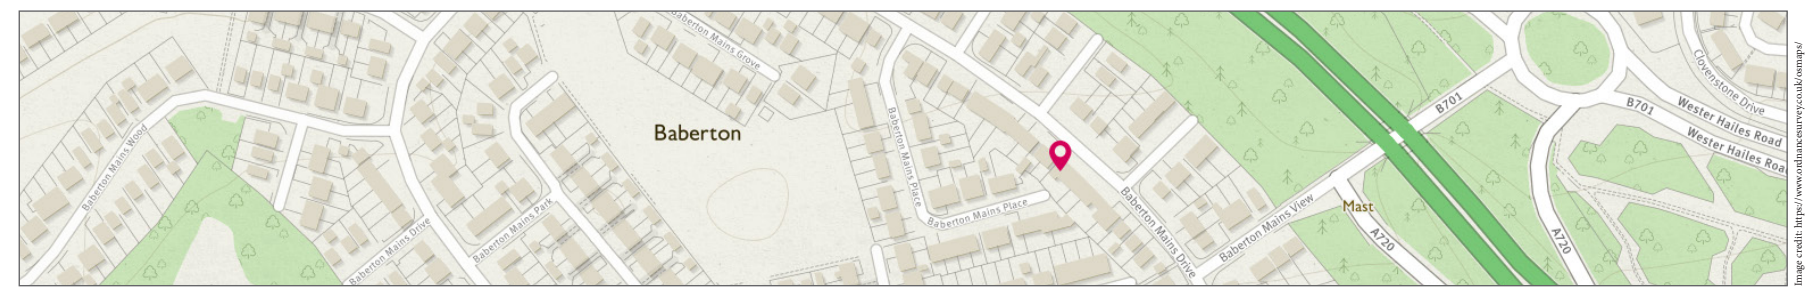 Baberton Mains Grove
Clovenstone Drive
B701
B701
Wester Hailes Road
Wester Hailes Roa
Baberton
Baberton Mains Wood
Baberton Mains Place
Baberton Mains Place
Baberton Mains Drive
Baberton Mains View
Mast
A720
A720
Baberton Mains Park
Baberton Mains Drive
Image credit: https://www.ordnancesurvey.co.uk/osmaps/